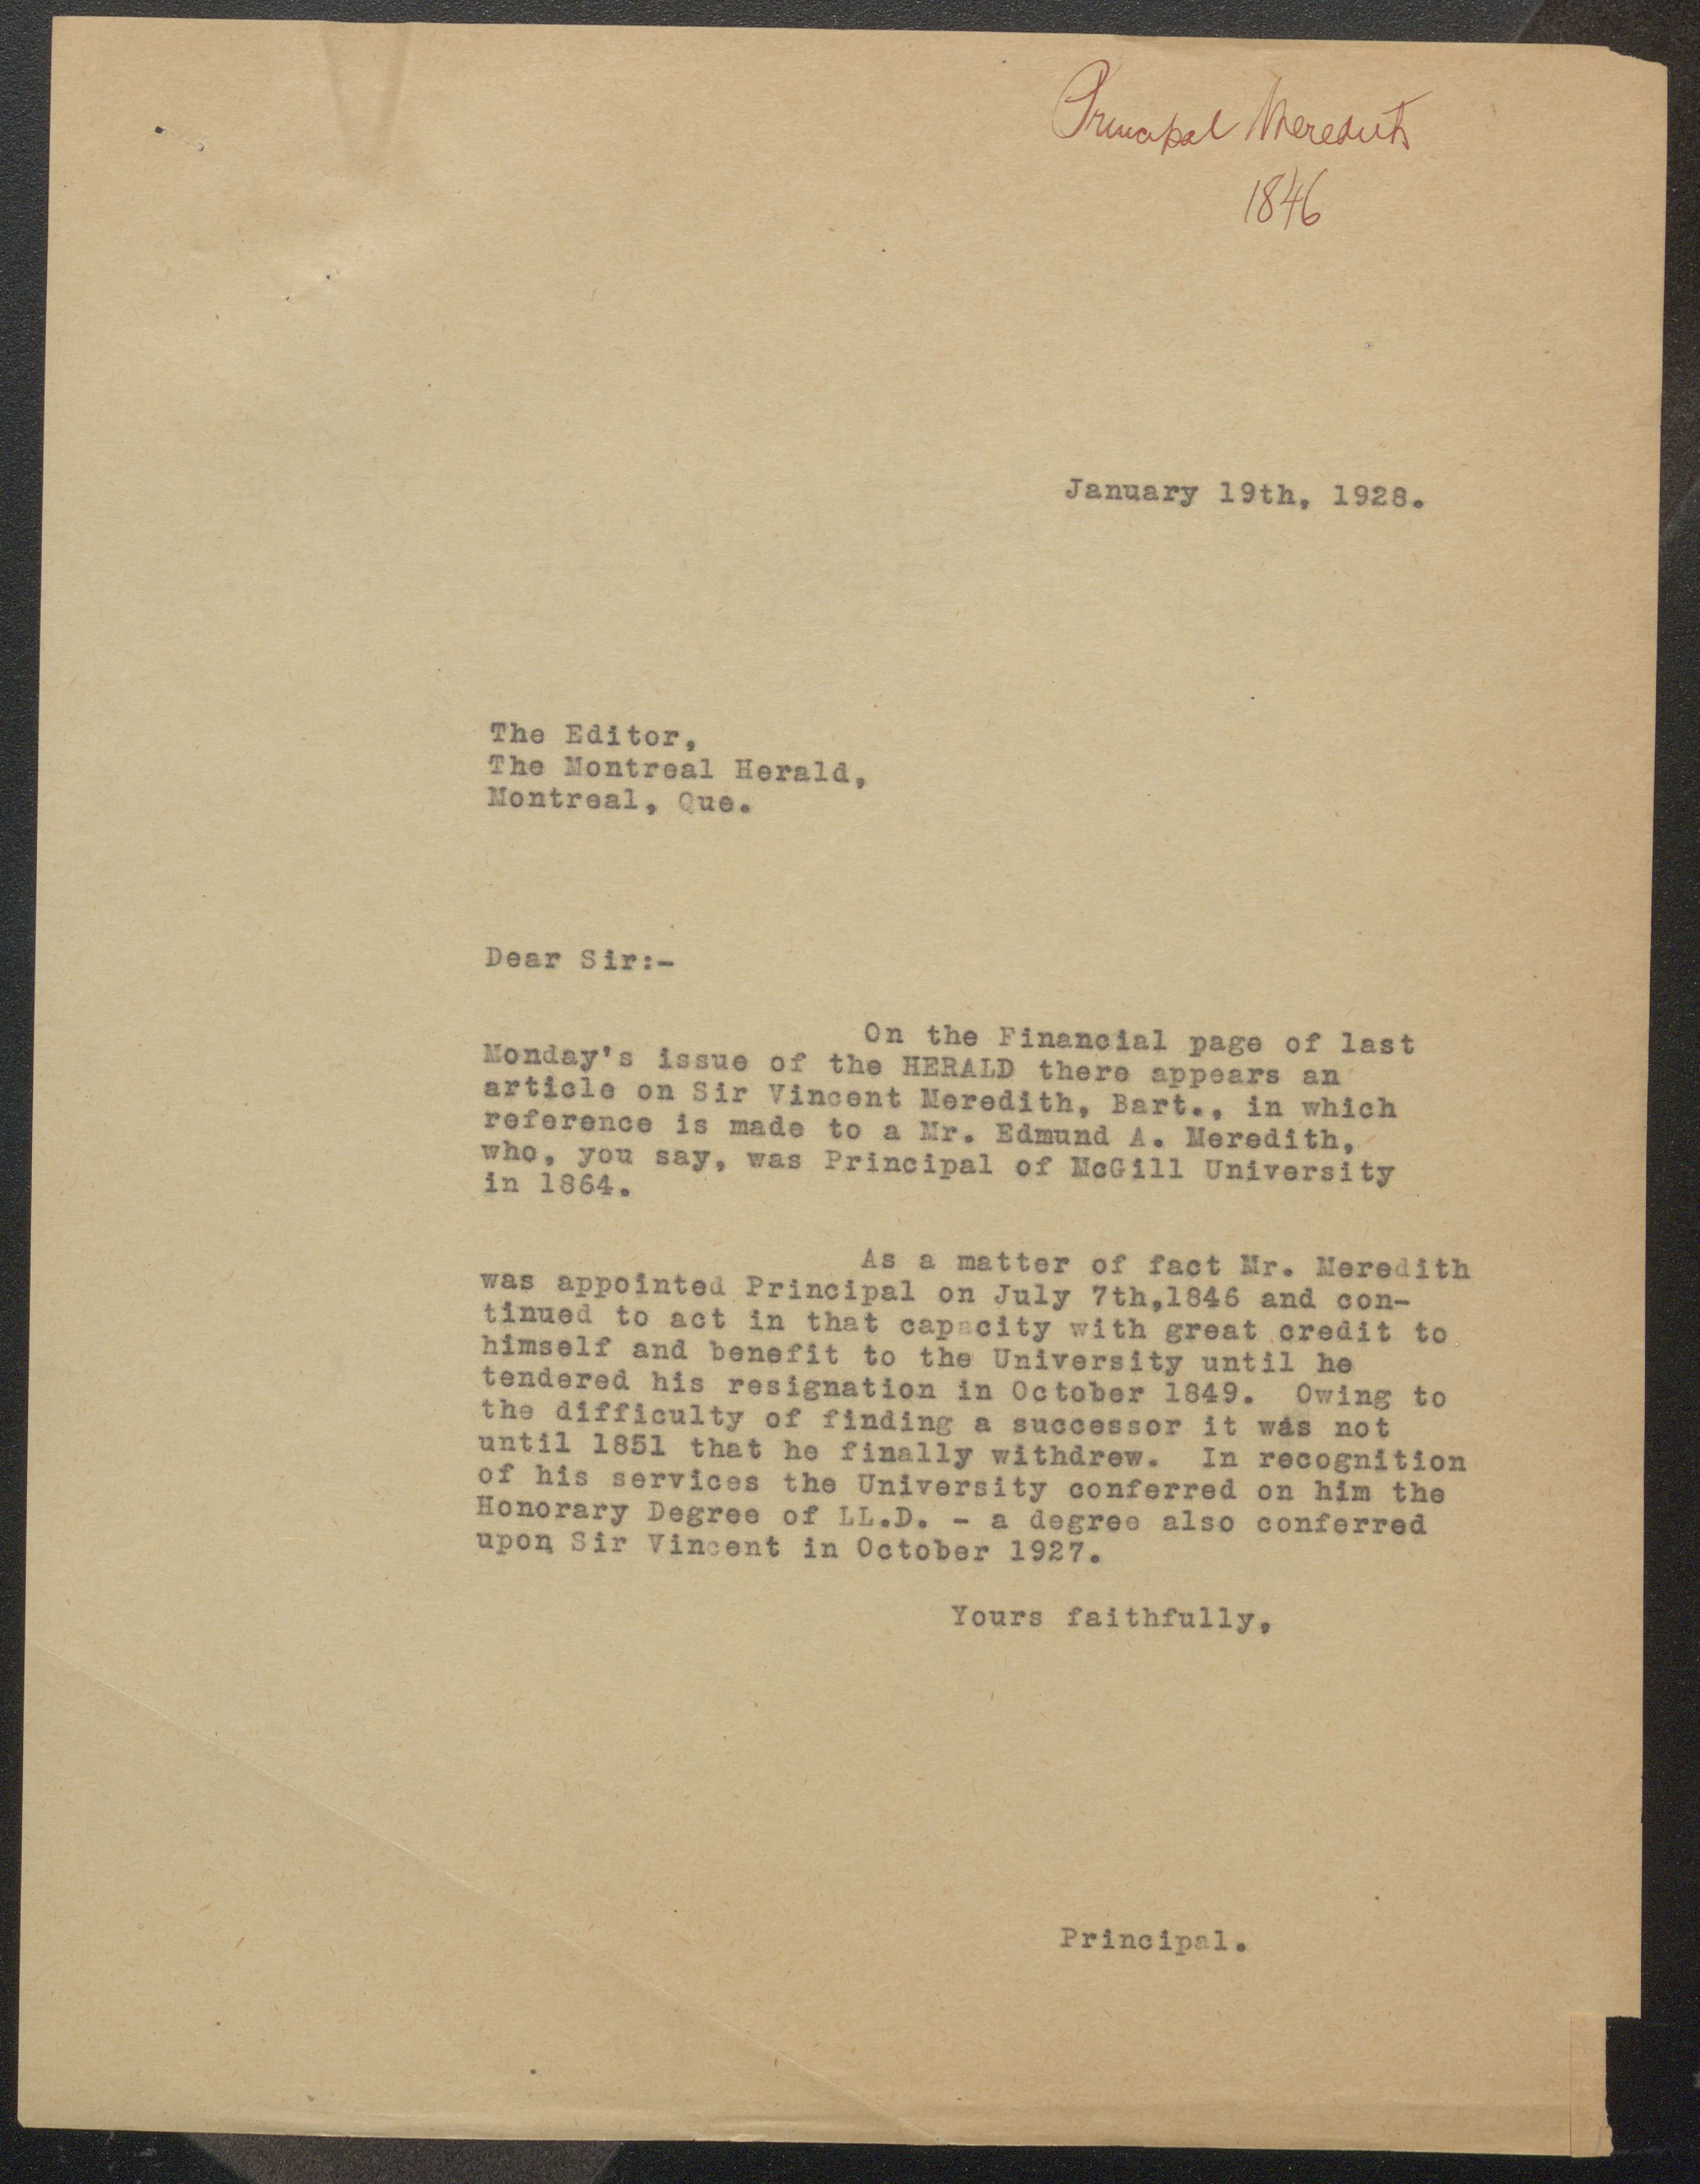 Principal Meredith
1846
January 19th, 1928.
The Editor,
The Montreal Herald,
Montreal, Que.
Dear Sir:-
On the Financial page of last
Monday's issue of the HERALD there appears an
article on Sir Vincent Meredith, Bart., in which
reference is made to a Mr. Edmund A. Meredith,
who, you say, was Principal of McGill University
in 1864.
As a matter of fact Mr. Meredith
was appointed Principal on July 7th,1846 and con-
tinued to act in that capacity with great credit to
himself and benefit to the University until he
tendered his resignation in October 1849. Owing to
the difficulty of finding a successor it was not
until 1851 that he finally withdrew. In recognition
of his services the University conferred on him the
Honorary Degree of LL.D. - a degree also conferred
upon Sir Vincent in October 1927.
Yours faithfully,
Principal.